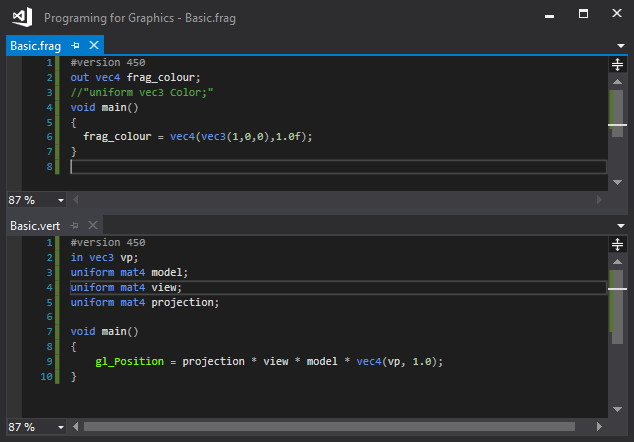 Programing for Graphics - Basic.frag
Basic.frag
1 #version 450
2 out vec4 frag_colour;
3 //"uniform vec3 Color;"
4 void main()
5 {
6 frag_colour = vec4(vec3(1,0,0),1.0f);
7 }
8
87 %
Basic.vert
1 #version 450
2 in vec3 vp;
3 uniform mat4 model;
4 uniform mat4 view;
5 uniform mat4 projection;
6
7 void main()
8 {
9 gl_Position = projection * view * model * vec4(vp, 1.0);
10 }
87 %